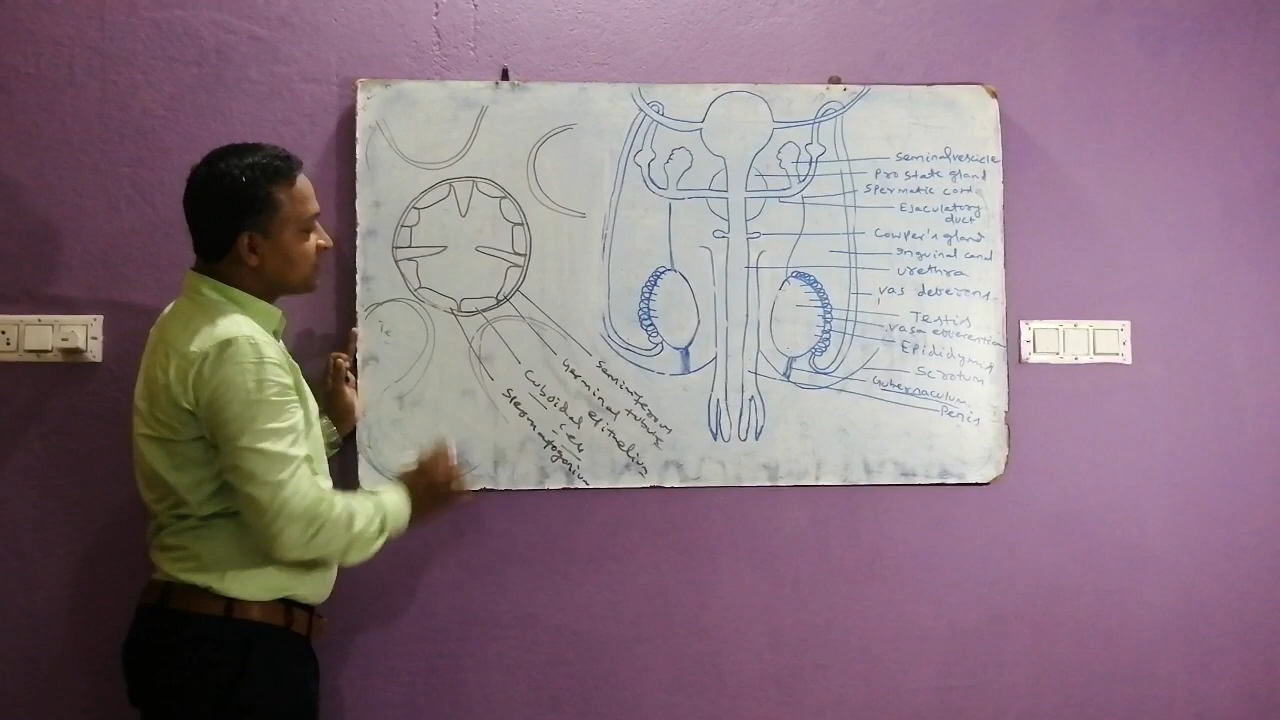 Seminal vescicle
Prostate gland
Spermatic cord
Ejaculatory
duct
Cowper's gland
Inguinal canal
Urethra
Vas deferens
Testis
Vasa efferentia
Epididymis
Scrotum
Gubernaculum
Penis
Seminiferous
tubule
Germinal epithelium
Cuboidal cell
Spermatogonium